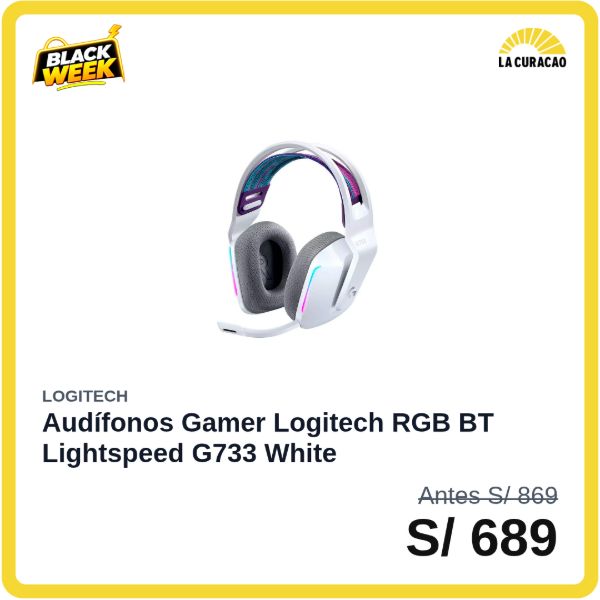 BLACK
WEEK
LA CURACAO
LOGITECH
Audífonos Gamer Logitech RGB BT
Lightspeed G733 White
Antes S/ 869
S/ 689